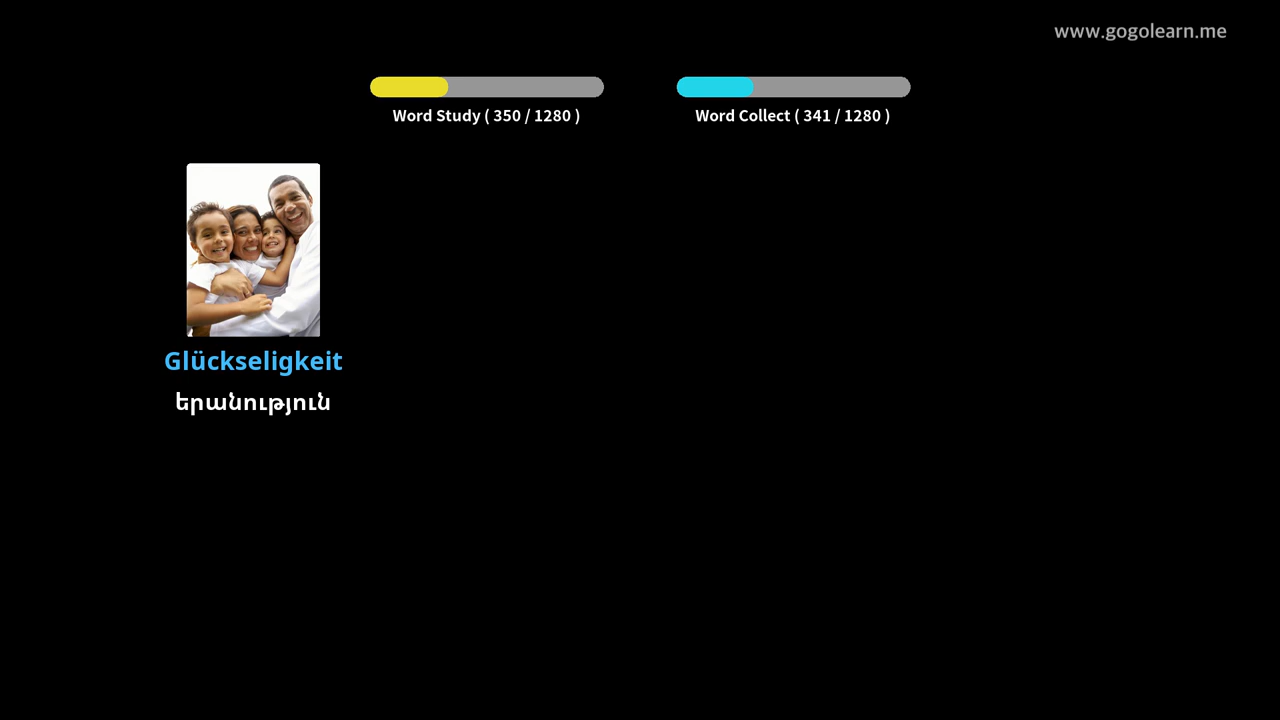 www.gogolearn.me
Word Study ( 350 / 1280 )
Word Collect ( 341 / 1280 )
Glückseligkeit
երանություն